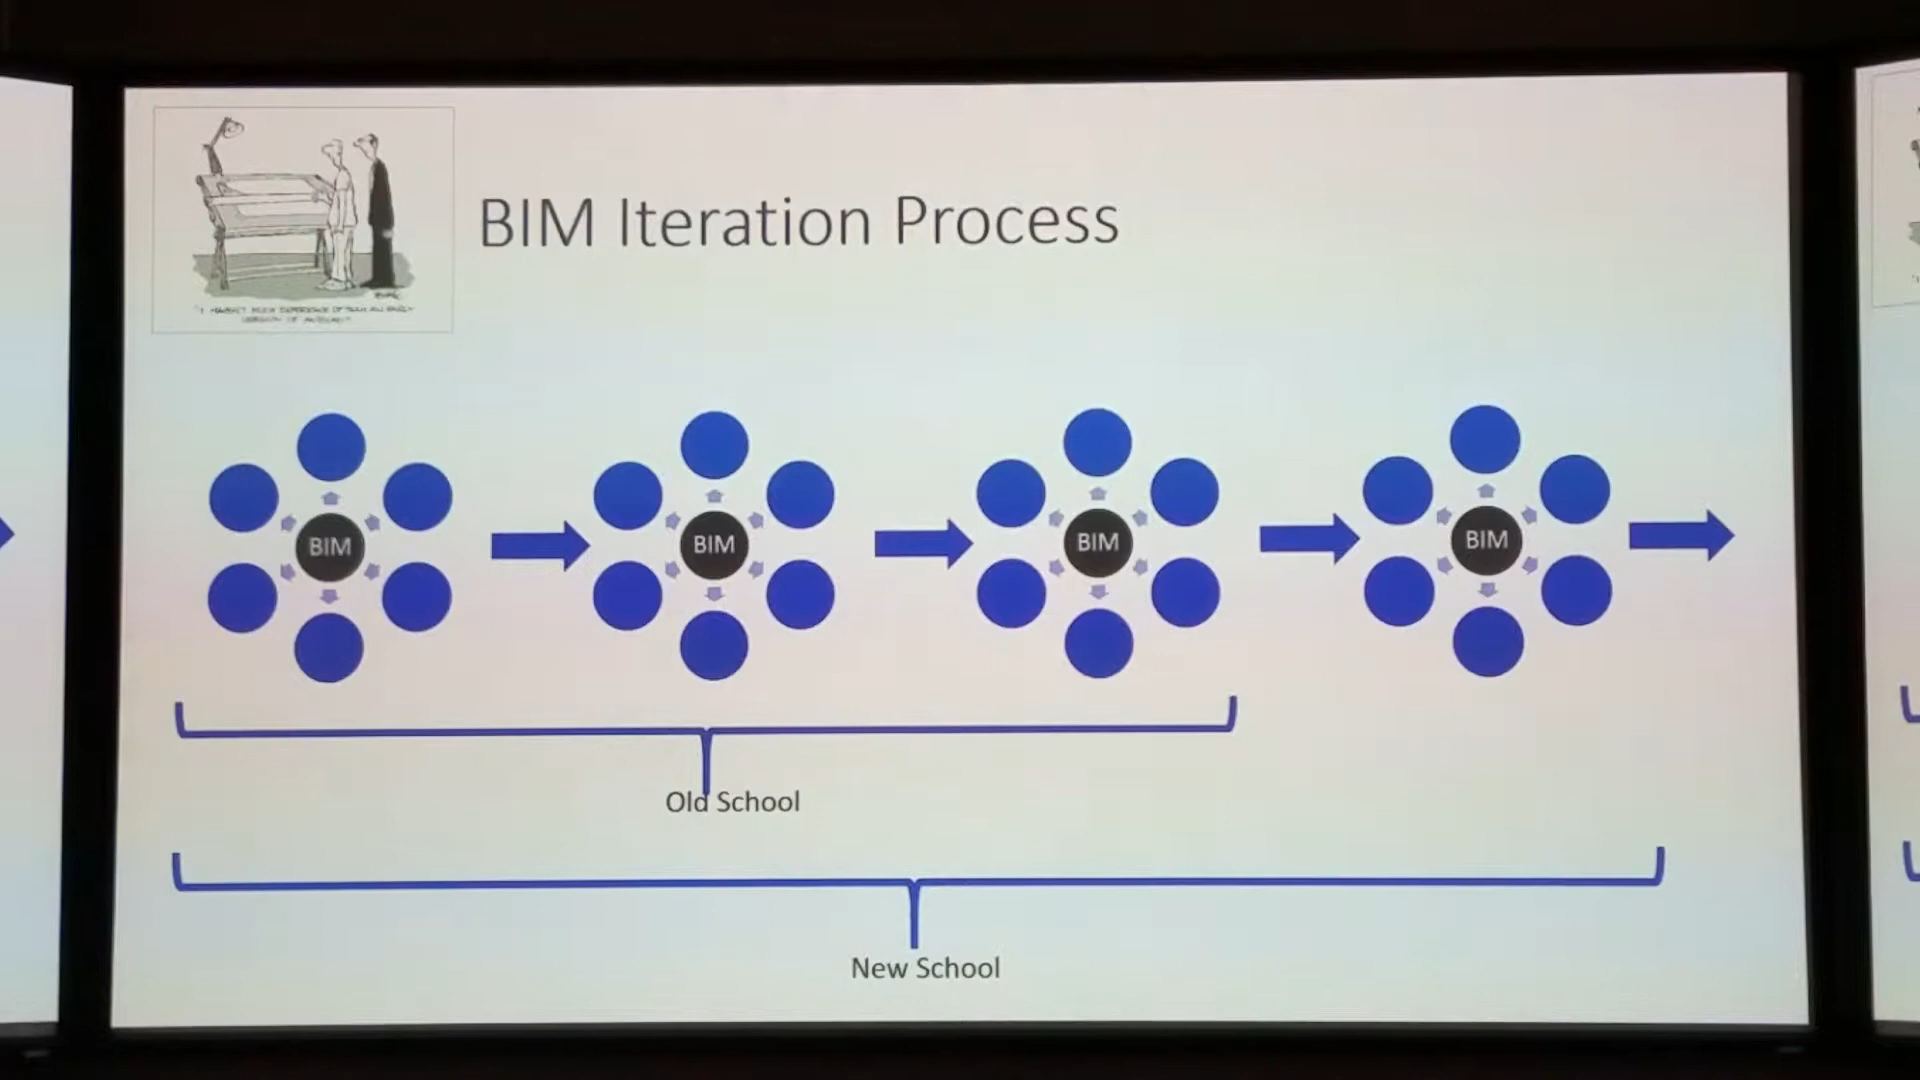 BIM Iteration Process
BIM
BIM
BIM
BIM
Old School
New School